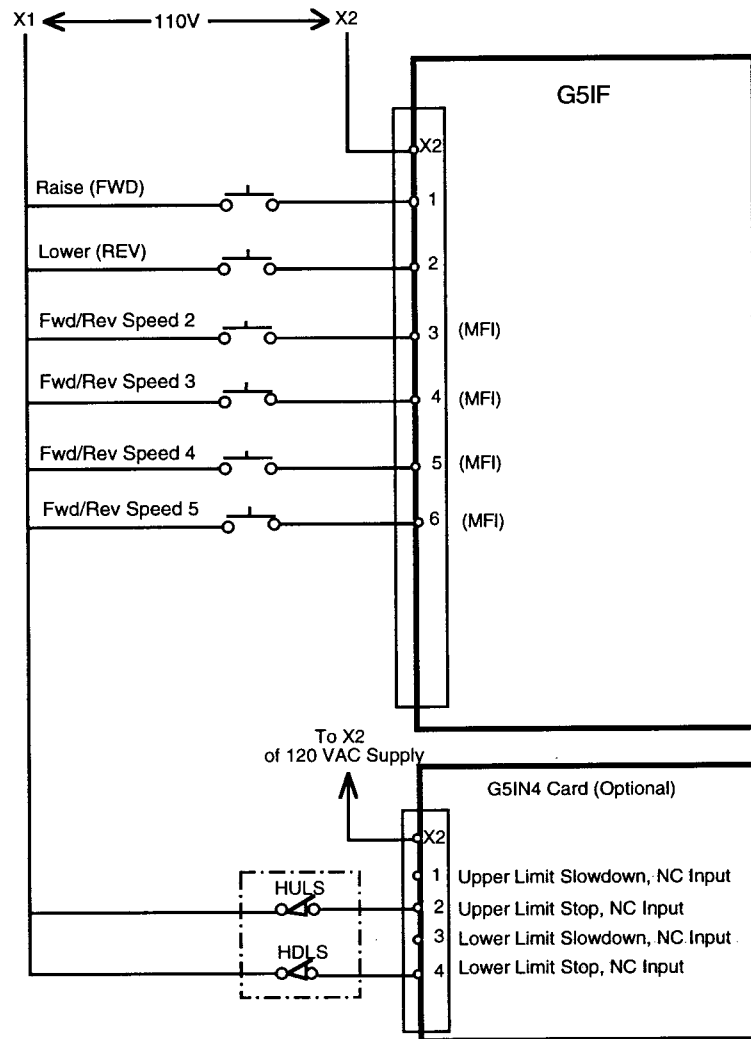 X1 110V X2
G5IF
X2
Raise (FWD) 1
Lower (REV) 2
Fwd/Rev Speed 2 3 (MFI)
Fwd/Rev Speed 3 4 (MFI)
Fwd/Rev Speed 4 5 (MFI)
Fwd/Rev Speed 5 6 (MFI)
To X2
of 120 VAC Supply
G5IN4 Card (Optional)
X2
1 Upper Limit Slowdown, NC Input
HULS 2 Upper Limit Stop, NC Input
3 Lower Limit Slowdown, NC Input
HDLS 4 Lower Limit Stop, NC Input